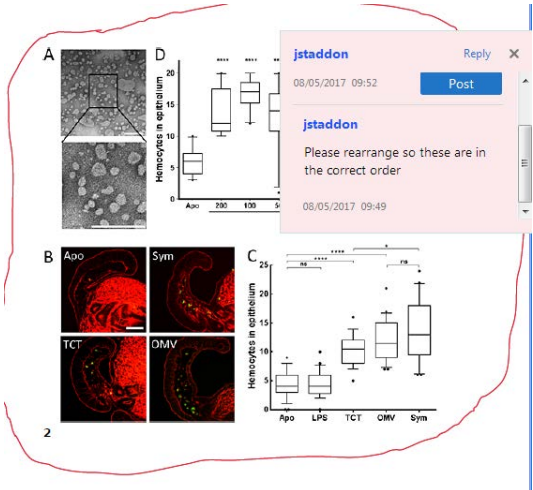 A
D
**** **** **
Hemocytes in epithelium
20
15
10
5
0
Apo 200 100
jstaddon Reply ×
08/05/2017 09:52 Post
jstaddon
Please rearrange so these are in
the correct order
08/05/2017 09:49
B
Apo Sym
TCT OMV
C
*
****
**** ns
ns
Hemocytes in epithelium
25
20
15
10
5
0
Apo LPS TCT OMV Sym
2